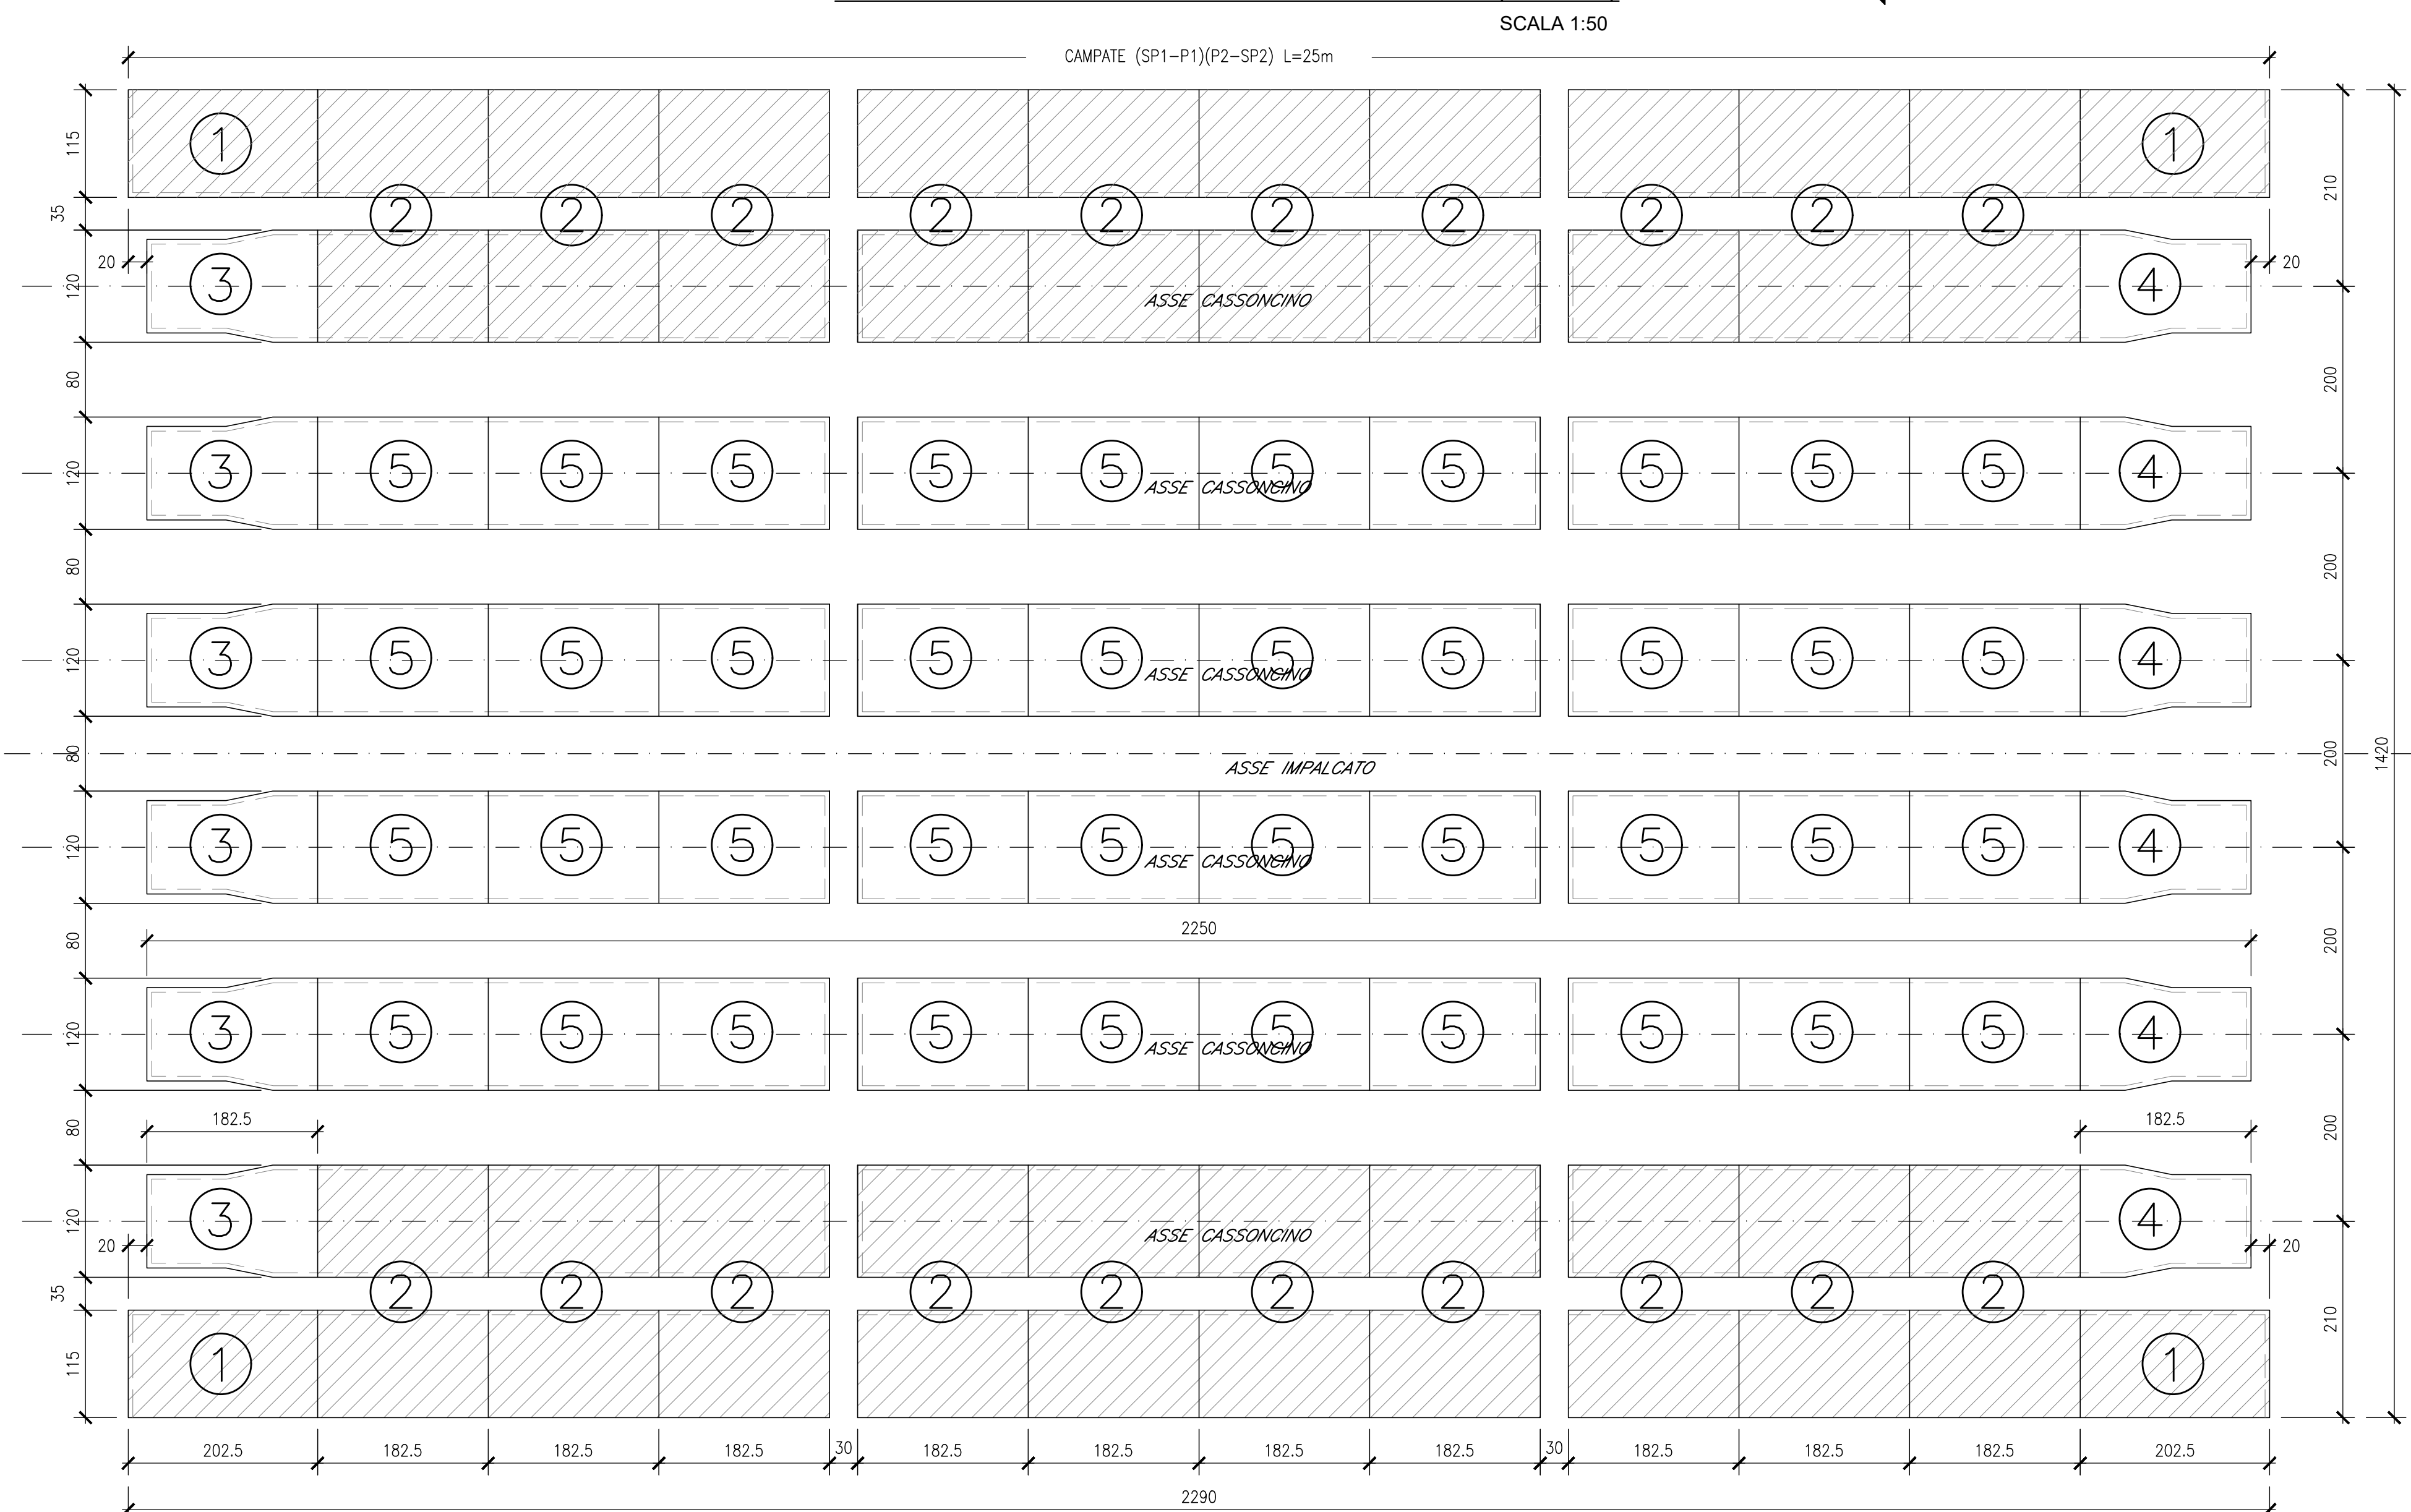 SCALA 1:50
CAMPATE (SP1-P1)(P2-SP2) L=25m
115
1
1
210
35
2 2 2 2 2 2 2 2 2 2
20
3
4
20
120
ASSE CASSONCINO
80
200
120
3 5 5 5 5 5 5 5 5 5 5 4
ASSE CASSONCINO
80
200
120
3 5 5 5 5 5 5 5 5 5 5 4
ASSE CASSONCINO
80
200
1420
ASSE IMPALCATO
120
3 5 5 5 5 5 5 5 5 5 5 4
ASSE CASSONCINO
80
2250
200
120
3 5 5 5 5 5 5 5 5 5 5 4
ASSE CASSONCINO
182.5
182.5
80
200
120
3
4
ASSE CASSONCINO
20
20
35
2 2 2 2 2 2 2 2 2 2
210
115
1
1
202.5 182.5 182.5 182.5 30 182.5 182.5 182.5 182.5 30 182.5 182.5 182.5 202.5
2290